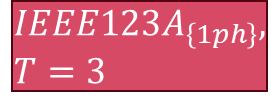 IEEE123A_{1ph},
T = 3